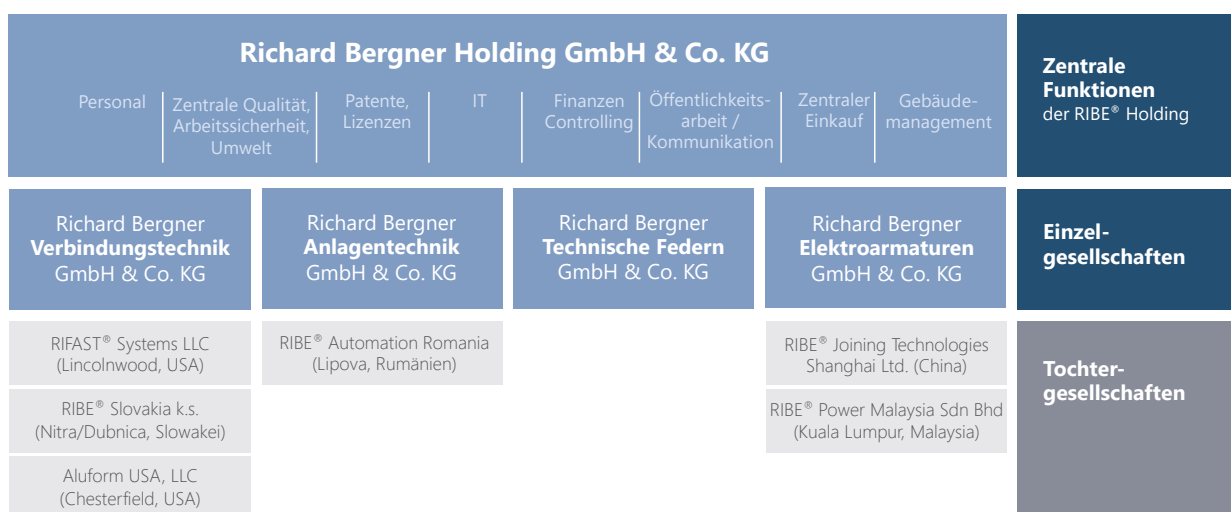 Richard Bergner Holding GmbH & Co. KG
Personal
Zentrale Qualität,
Arbeitssicherheit,
Umwelt
Patente,
Lizenzen
IT
Finanzen
Controlling
Öffentlichkeits-
arbeit /
Kommunikation
Zentraler
Einkauf
Gebäude-
management
Zentrale
Funktionen
der RIBE® Holding
Richard Bergner
Verbindungstechnik
GmbH & Co. KG
Richard Bergner
Anlagentechnik
GmbH & Co. KG
Richard Bergner
Technische Federn
GmbH & Co. KG
Richard Bergner
Elektroarmaturen
GmbH & Co. KG
Einzel-
gesellschaften
RIFAST® Systems LLC
(Lincolnwood, USA)
RIBE® Slovakia k.s.
(Nitra/Dubnica, Slowakei)
Aluform USA, LLC
(Chesterfield, USA)
RIBE® Automation Romania
(Lipova, Rumänien)
RIBE® Joining Technologies
Shanghai Ltd. (China)
RIBE® Power Malaysia Sdn Bhd
(Kuala Lumpur, Malaysia)
Tochter-
gesellschaften